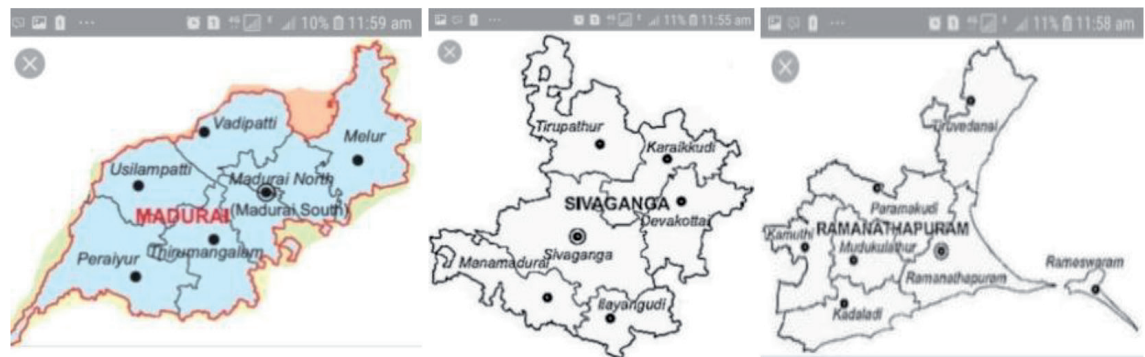 10% 11:59 am
Vadipatti
Melur
Usilampatti
Madurai North
MADURAI (Madurai South)
Thirumangalam
Peraiyur
11% 11:55 am
Tirupathur
Karaikkudi
SIVAGANGA
Devakottai
Sivaganga
Manamadurai
Ilayangudi
11% 11:58 am
Tiruvedanai
Paramakudi
Kamuthi RAMANATHAPURAM
Mudukulathur
Rameswaram
Ramanathapuram
Kadaladi